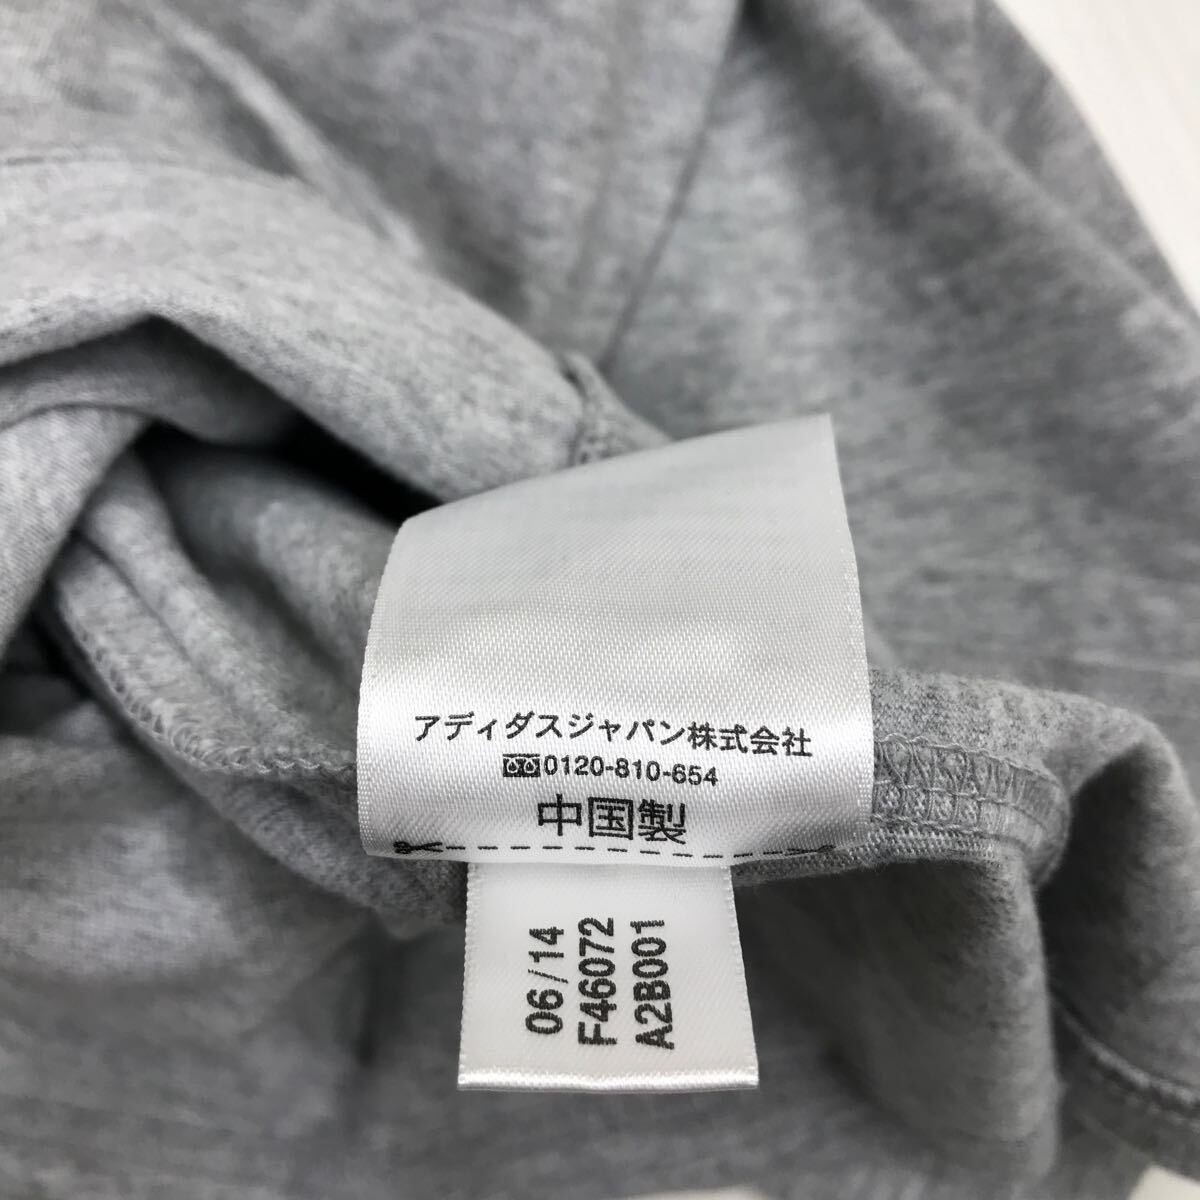 アディダスジャパン株式会社
0120-810-654
中国製
06/14
F46072
A2B001